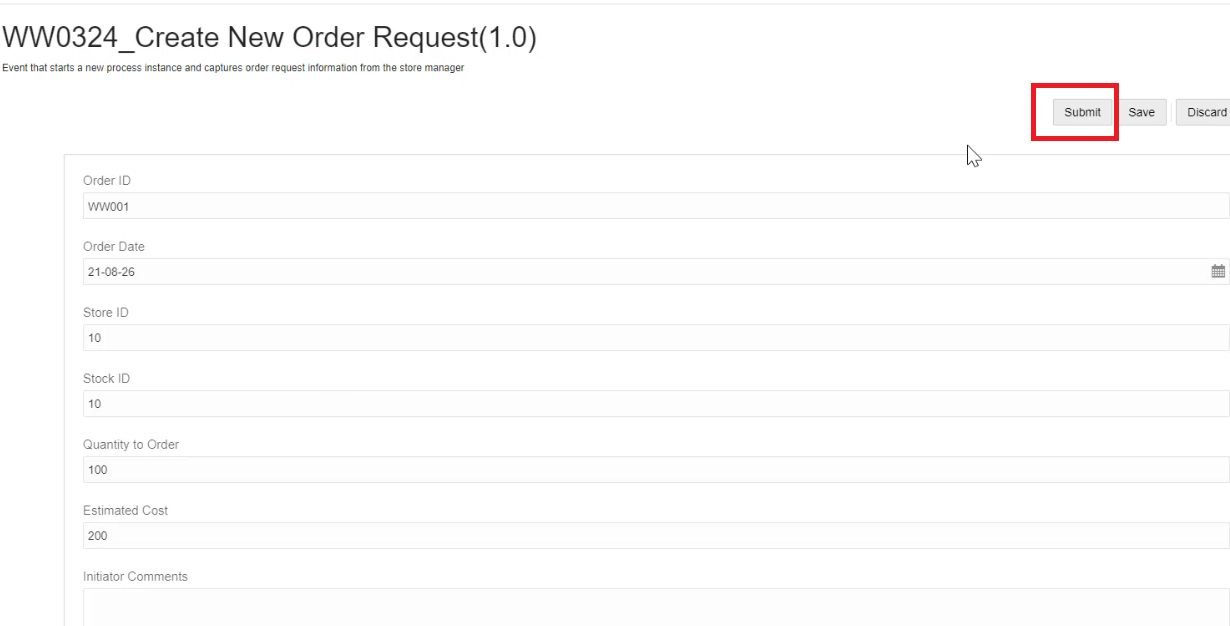 WW0324_Create New Order Request(1.0)
Event that starts a new process instance and captures order request information from the store manager
Submit Save Discard
Order ID
WW001
Order Date
21-08-26
Store ID
10
Stock ID
10
Quantity to Order
100
Estimated Cost
200
Initiator Comments